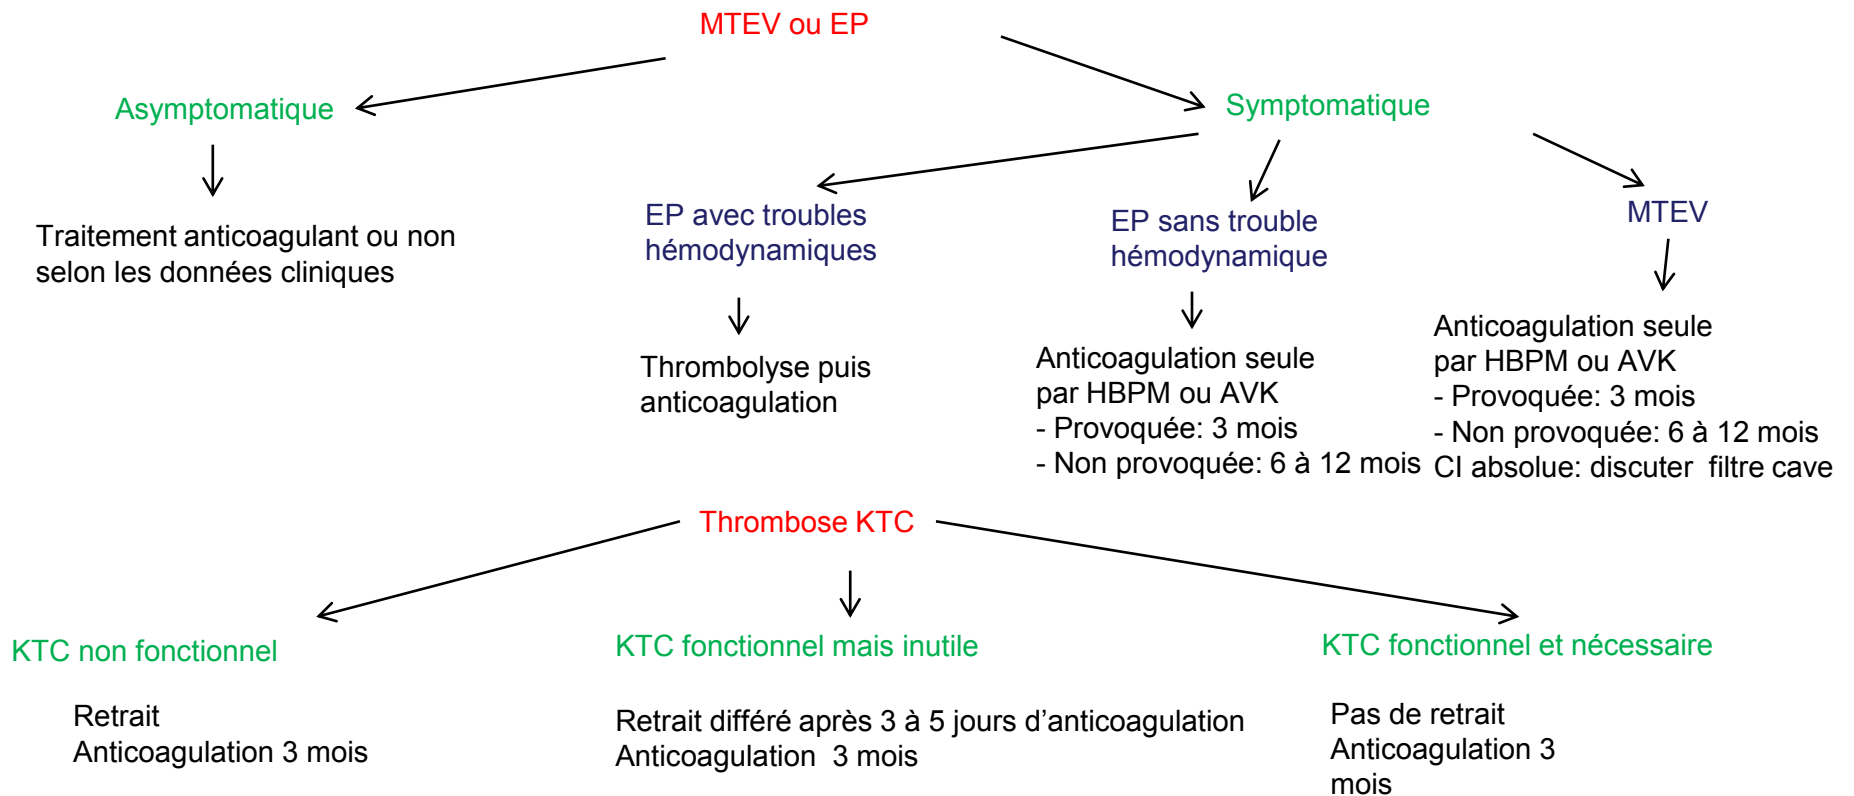 MTEV ou EP
Asymptomatique
Symptomatique
Traitement anticoagulant ou non
selon les données cliniques
EP avec troubles
hémodynamiques
EP sans trouble
hémodynamique
MTEV
Thrombolyse puis
anticoagulation
Anticoagulation seule
par HBPM ou AVK
- Provoquée: 3 mois
- Non provoquée: 6 à 12 mois
Anticoagulation seule
par HBPM ou AVK
- Provoquée: 3 mois
- Non provoquée: 6 à 12 mois
CI absolue: discuter filtre cave
Thrombose KTC
KTC non fonctionnel
KTC fonctionnel mais inutile
KTC fonctionnel et nécessaire
Retrait
Anticoagulation 3 mois
Retrait différé après 3 à 5 jours d’anticoagulation
Anticoagulation 3 mois
Pas de retrait
Anticoagulation 3
mois